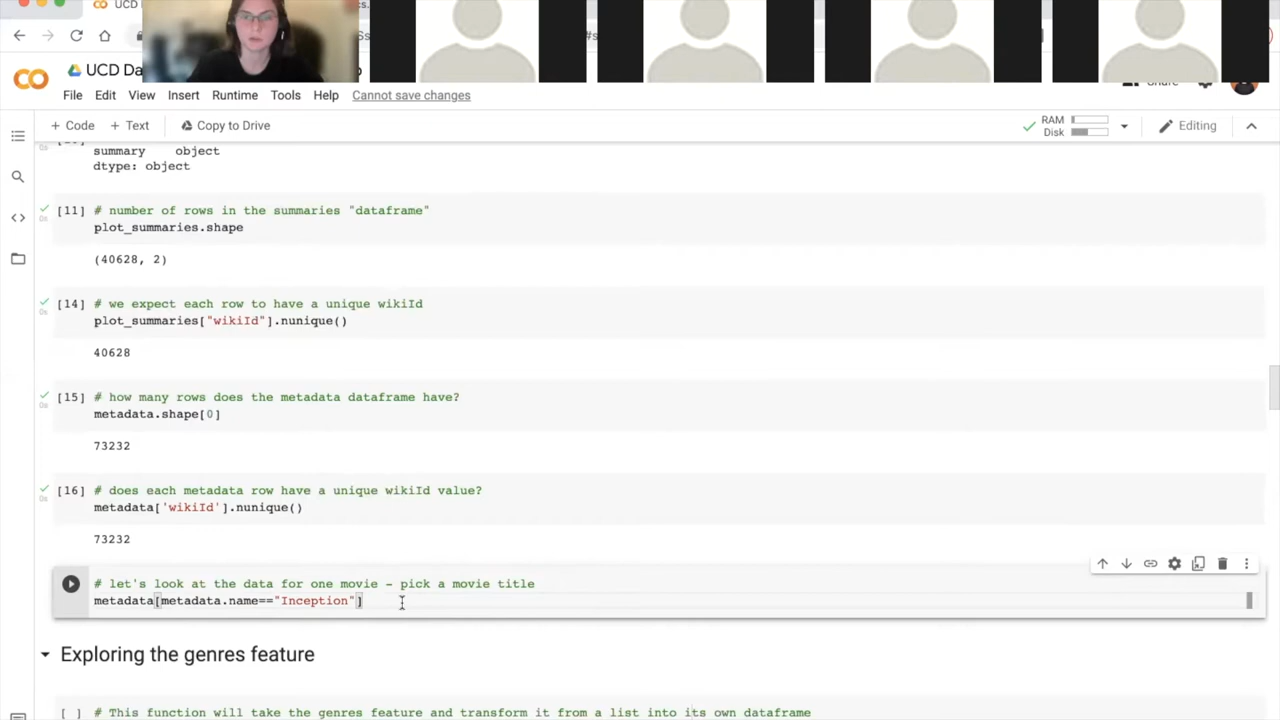 UCD Da
File Edit View Insert Runtime Tools Help Cannot save changes
+ Code + Text Copy to Drive
RAM
Disk
Editing
summary object
dtype: object
[11] # number of rows in the summaries "dataframe"
plot_summaries.shape
(40628, 2)
[14] # we expect each row to have a unique wikiId
plot_summaries["wikiId"].nunique()
40628
[15] # how many rows does the metadata dataframe have?
metadata.shape[0]
73232
[16] # does each metadata row have a unique wikiId value?
metadata['wikiId'].nunique()
73232
# let's look at the data for one movie - pick a movie title
metadata[metadata.name=="Inception"]
Exploring the genres feature
[ ] # This function will take the genres feature and transform it from a list into its own dataframe